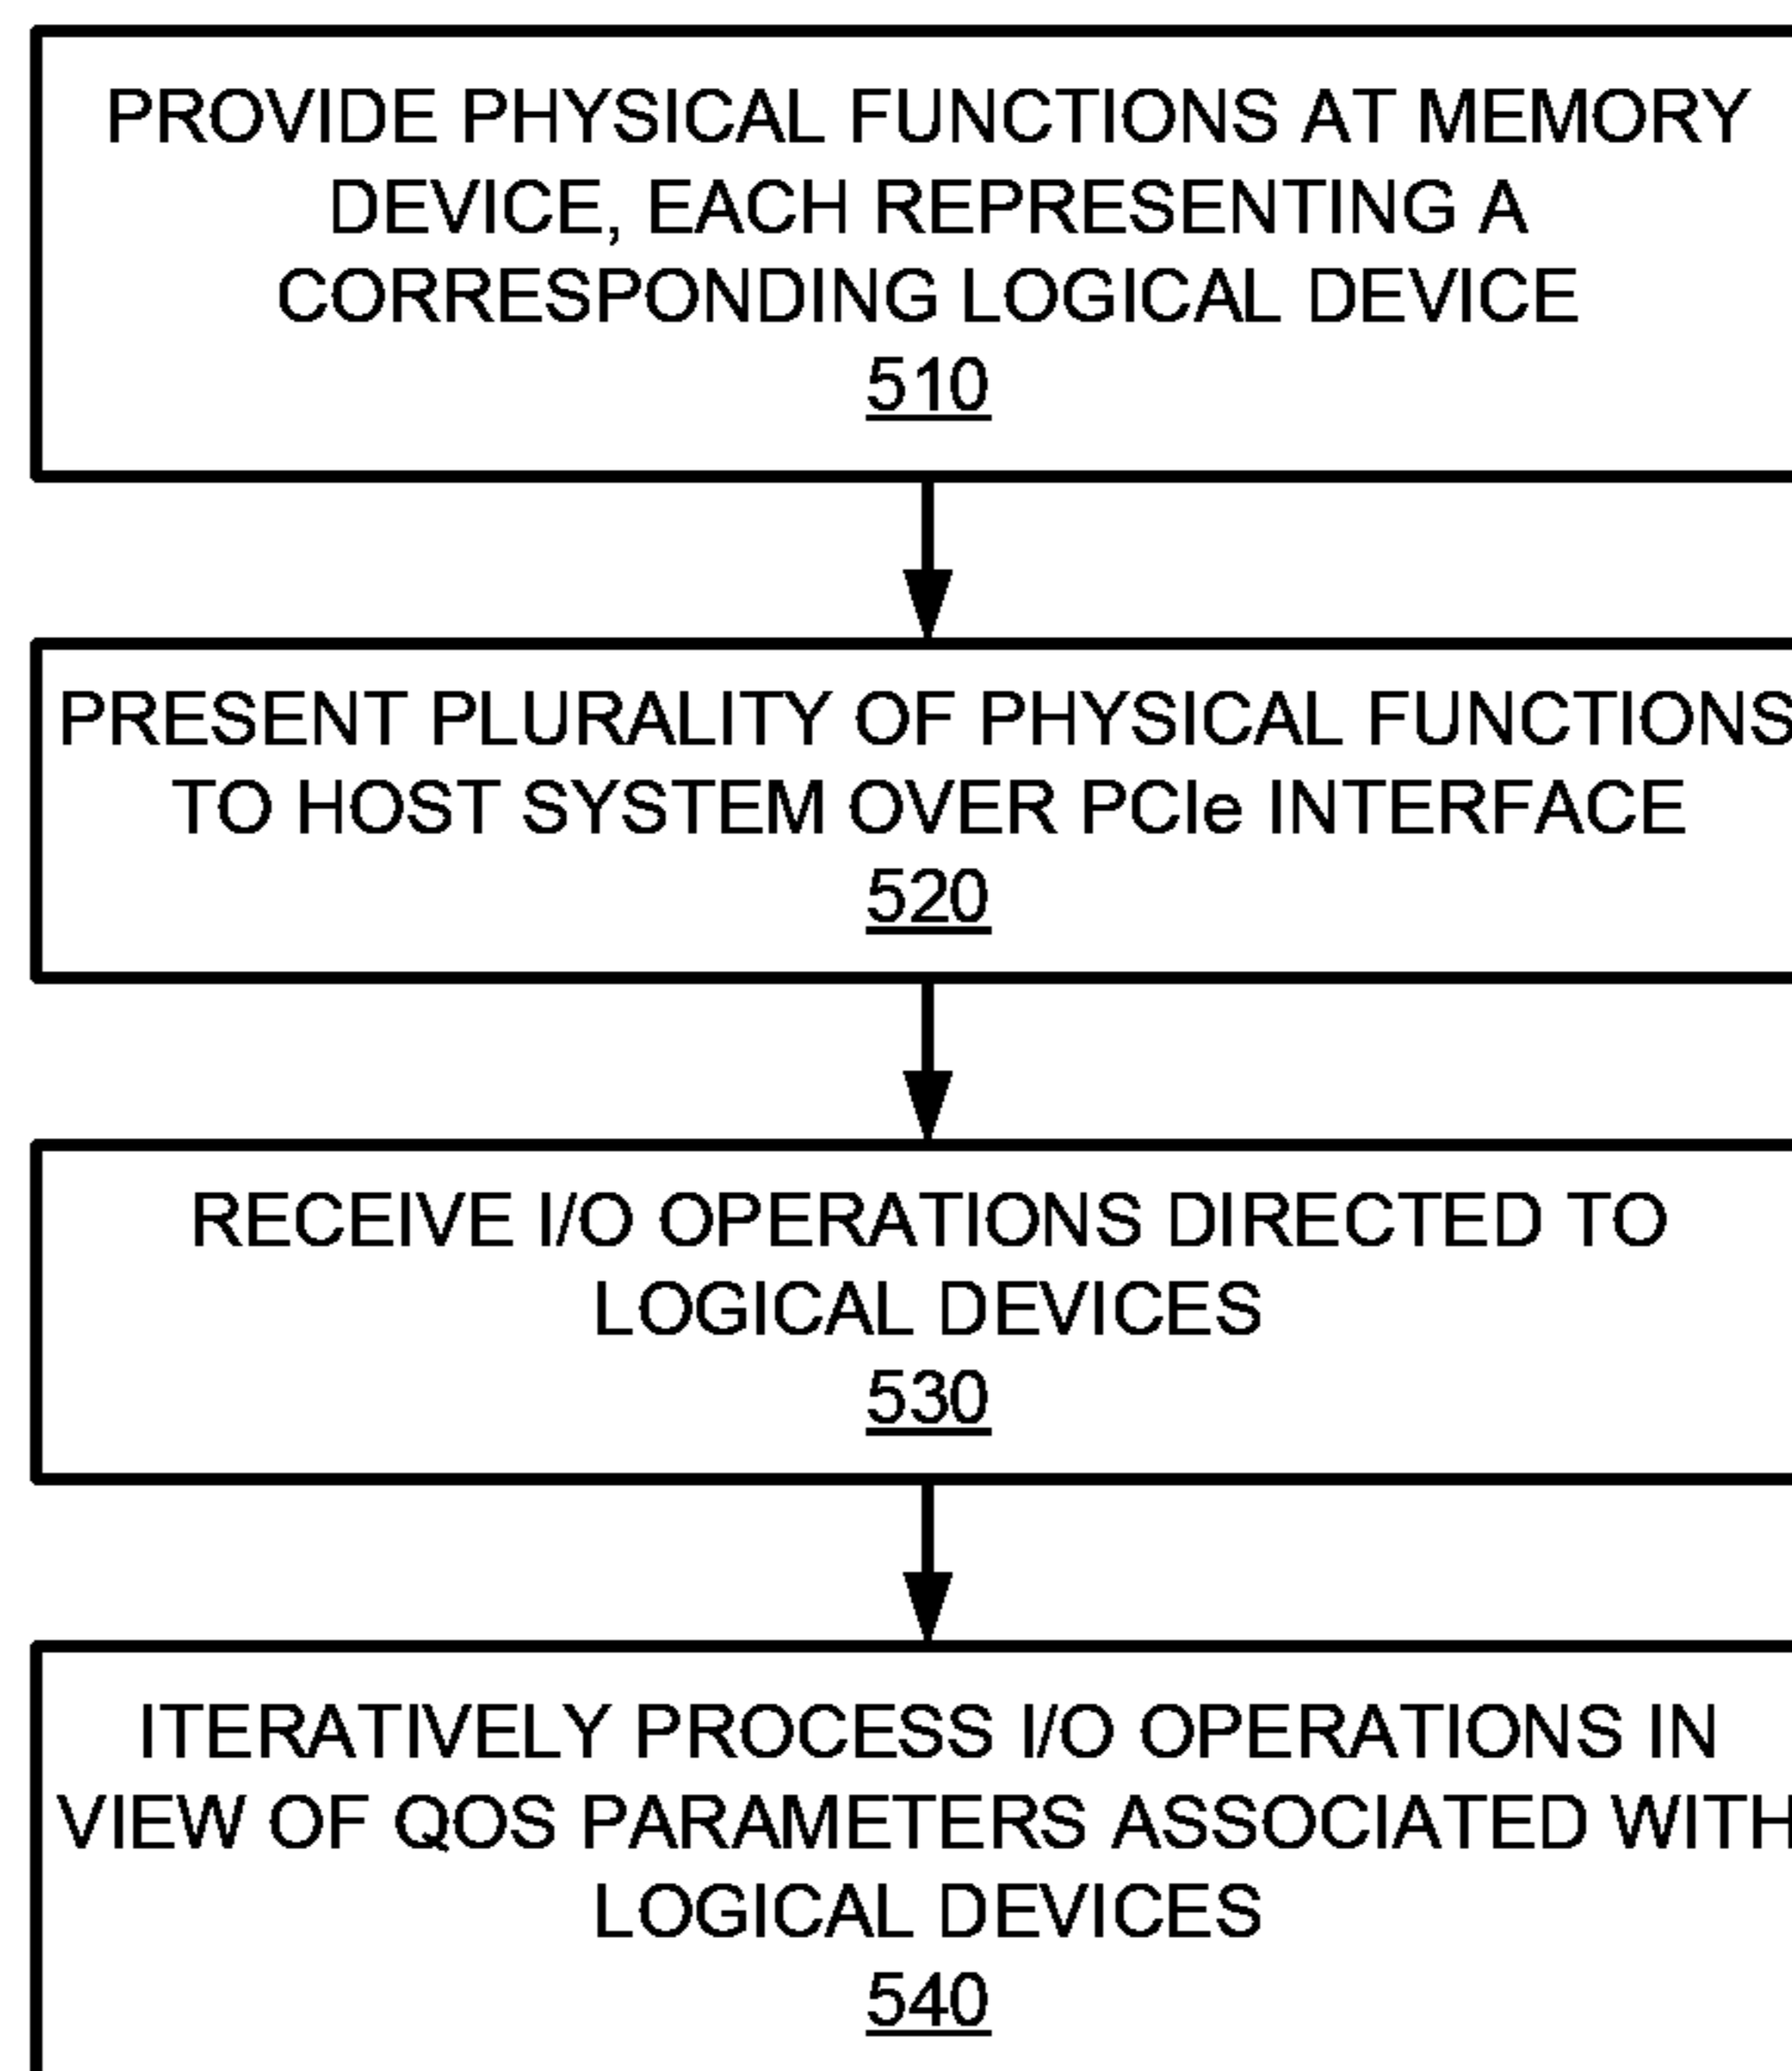 PROVIDE PHYSICAL FUNCTIONS AT MEMORY
DEVICE, EACH REPRESENTING A
CORRESPONDING LOGICAL DEVICE
510
PRESENT PLURALITY OF PHYSICAL FUNCTIONS
TO HOST SYSTEM OVER PCIe INTERFACE
520
RECEIVE I/O OPERATIONS DIRECTED TO
LOGICAL DEVICES
530
ITERATIVELY PROCESS I/O OPERATIONS IN
VIEW OF QOS PARAMETERS ASSOCIATED WITH
LOGICAL DEVICES
540